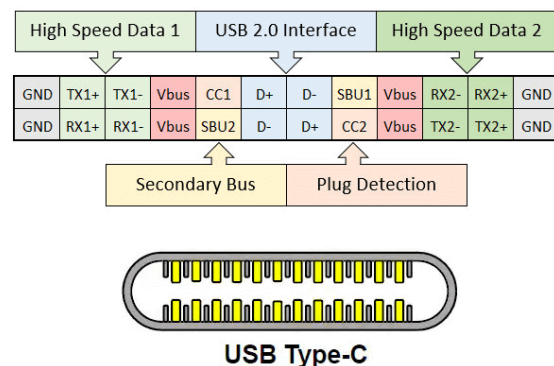 High Speed Data 1 USB 2.0 Interface High Speed Data 2
GND TX1+ TX1- Vbus CC1 D+ D- SBU1 Vbus RX2- RX2+ GND
GND RX1+ RX1- Vbus SBU2 D- D+ CC2 Vbus TX2- TX2+ GND
Secondary Bus Plug Detection
USB Type-C